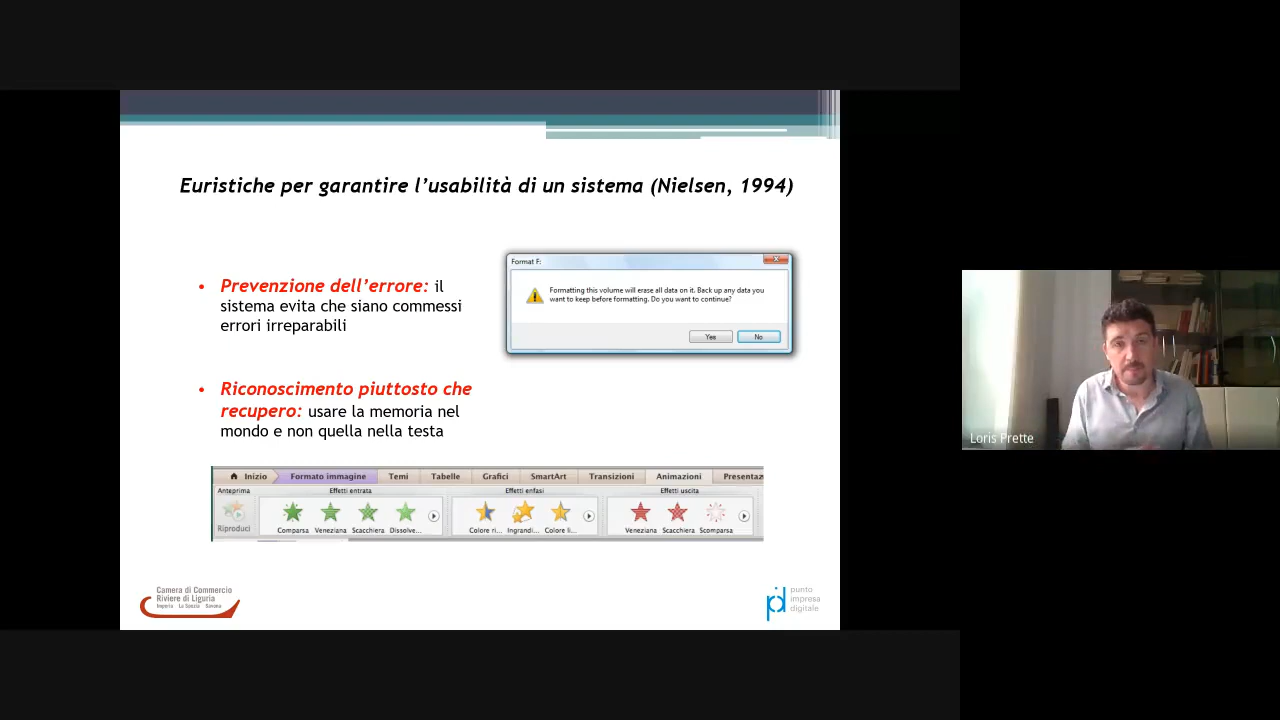 Euristiche per garantire l'usabilità di un sistema (Nielsen, 1994)
• Prevenzione dell'errore: il
sistema evita che siano commessi
errori irreparabili
Format F:
Formatting this volume will erase all data on it. Back up any data you
want to keep before formatting. Do you want to continue?
Yes No
• Riconoscimento piuttosto che
recupero: usare la memoria nel
mondo e non quella nella testa
Inizio Formato immagine Temi Tabelle Grafici SmartArt Transizioni Animazioni Presentaz
Anteprima Effetti entrata Effetti enfasi Effetti uscita
Riproduci Comparsa Veneziana Scacchiera Dissolve... Colore ri... Ingrandi... Colore li... Veneziana Scacchiera Scomparsa
Camera di Commercio
Riviere di Liguria
Imperia La Spezia Savona
punto
impresa
digitale
Loris Prette